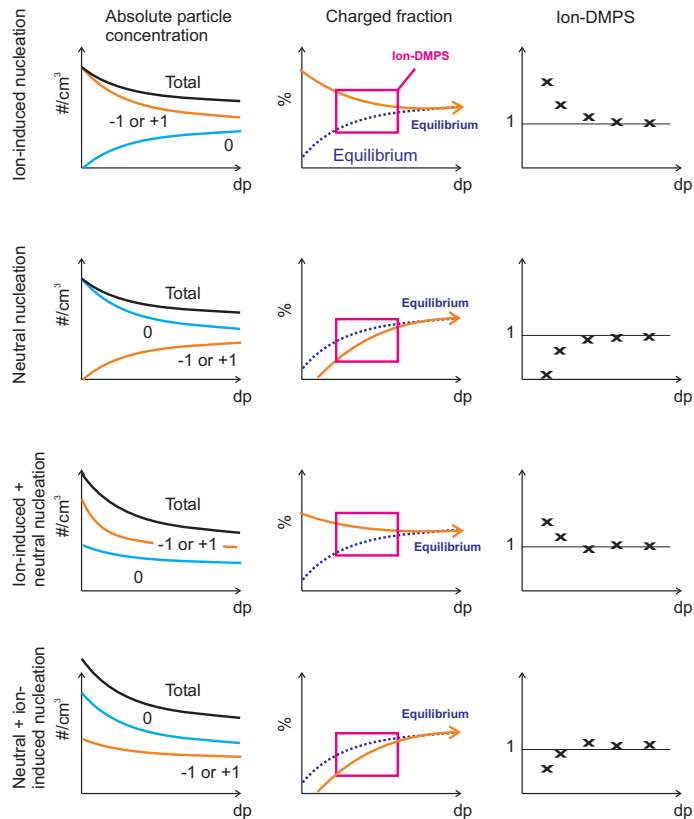 Absolute particle
concentration
Charged fraction
Ion-DMPS
Ion-induced nucleation
#/cm³
Total
-1 or +1
0
dp
%
Ion-DMPS
Equilibrium
Equilibrium
dp
1
dp
Neutral nucleation
#/cm³
Total
0
-1 or +1
dp
%
Equilibrium
dp
1
dp
Ion-induced +
neutral nucleation
#/cm³
Total
-1 or +1
0
dp
%
Equilibrium
dp
1
dp
Neutral + ion-
induced nucleation
#/cm³
Total
0
-1 or +1
dp
%
Equilibrium
dp
1
dp